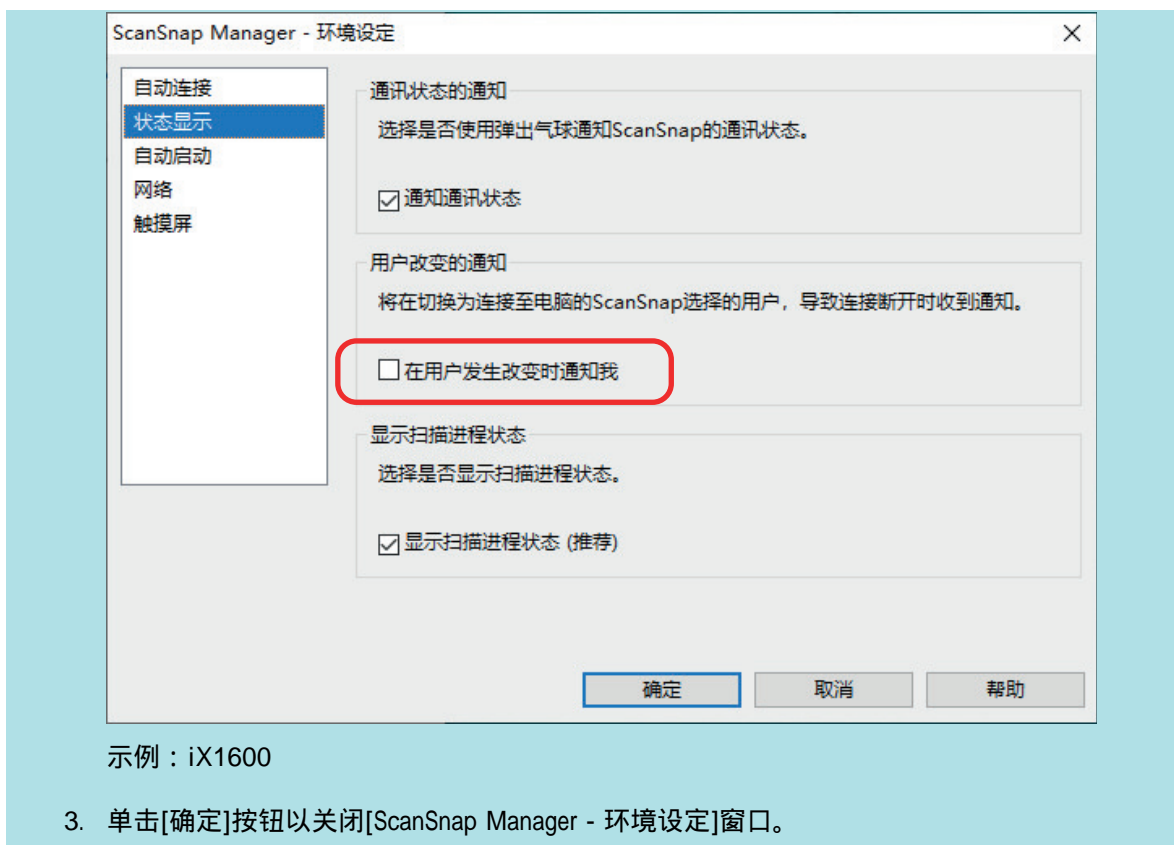 ScanSnap Manager - 环境设定
自动连接
状态显示
自动启动
网络
触摸屏
通讯状态的通知
选择是否使用弹出气球通知ScanSnap的通讯状态。
通知通讯状态
用户改变的通知
将在切换为连接至电脑的ScanSnap选择的用户，导致连接断开时收到通知。
在用户发生改变时通知我
显示扫描进程状态
选择是否显示扫描进程状态。
显示扫描进程状态 (推荐)
确定
取消
帮助
示例：iX1600
3. 单击[确定]按钮以关闭[ScanSnap Manager - 环境设定]窗口。